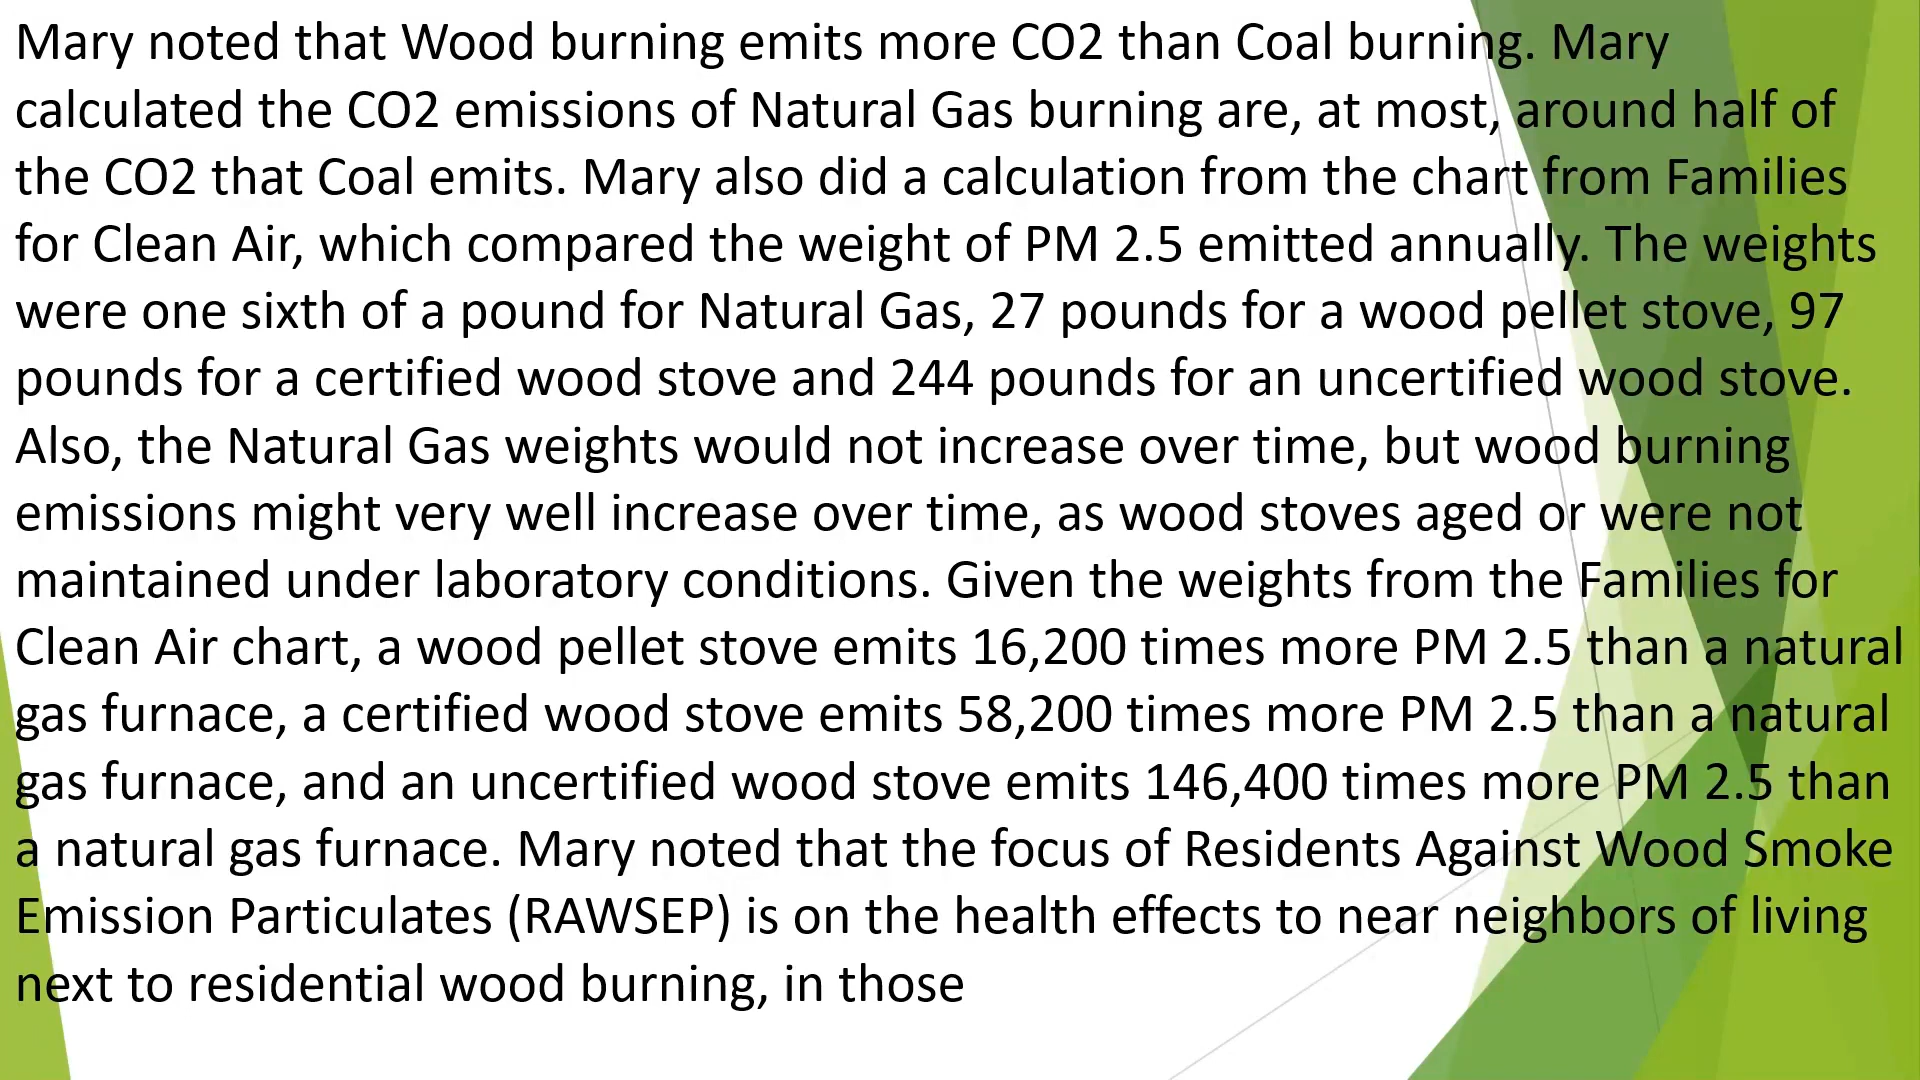 Mary noted that Wood burning emits more CO2 than Coal burning. Mary
calculated the CO2 emissions of Natural Gas burning are, at most, around half of
the CO2 that Coal emits. Mary also did a calculation from the chart from Families
for Clean Air, which compared the weight of PM 2.5 emitted annually. The weights
were one sixth of a pound for Natural Gas, 27 pounds for a wood pellet stove, 97
pounds for a certified wood stove and 244 pounds for an uncertified wood stove.
Also, the Natural Gas weights would not increase over time, but wood burning
emissions might very well increase over time, as wood stoves aged or were not
maintained under laboratory conditions. Given the weights from the Families for
Clean Air chart, a wood pellet stove emits 16,200 times more PM 2.5 than a natural
gas furnace, a certified wood stove emits 58,200 times more PM 2.5 than a natural
gas furnace, and an uncertified wood stove emits 146,400 times more PM 2.5 than
a natural gas furnace. Mary noted that the focus of Residents Against Wood Smoke
Emission Particulates (RAWSEP) is on the health effects to near neighbors of living
next to residential wood burning, in those